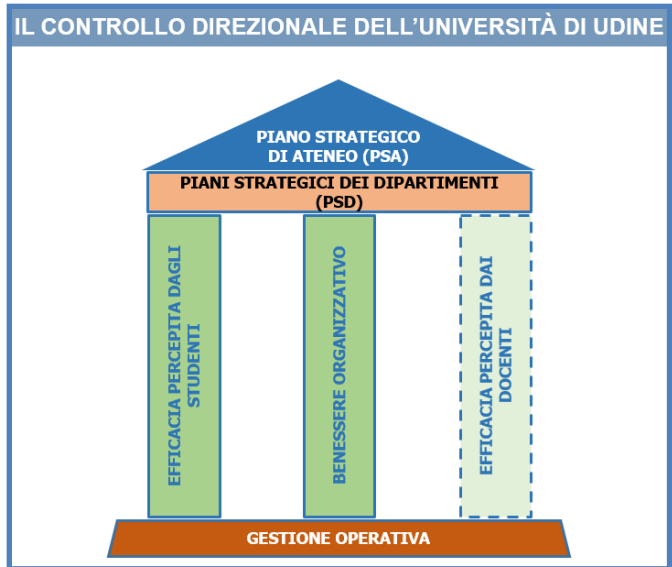 IL CONTROLLO DIREZIONALE DELL'UNIVERSITÀ DI UDINE
PIANO STRATEGICO
DI ATENEO (PSA)
PIANI STRATEGICI DEI DIPARTIMENTI
(PSD)
EFFICACIA PERCEPITA DAGLI
STUDENTI
BENESSERE ORGANIZZATIVO
EFFICACIA PERCEPITA DAI
DOCENTI
GESTIONE OPERATIVA